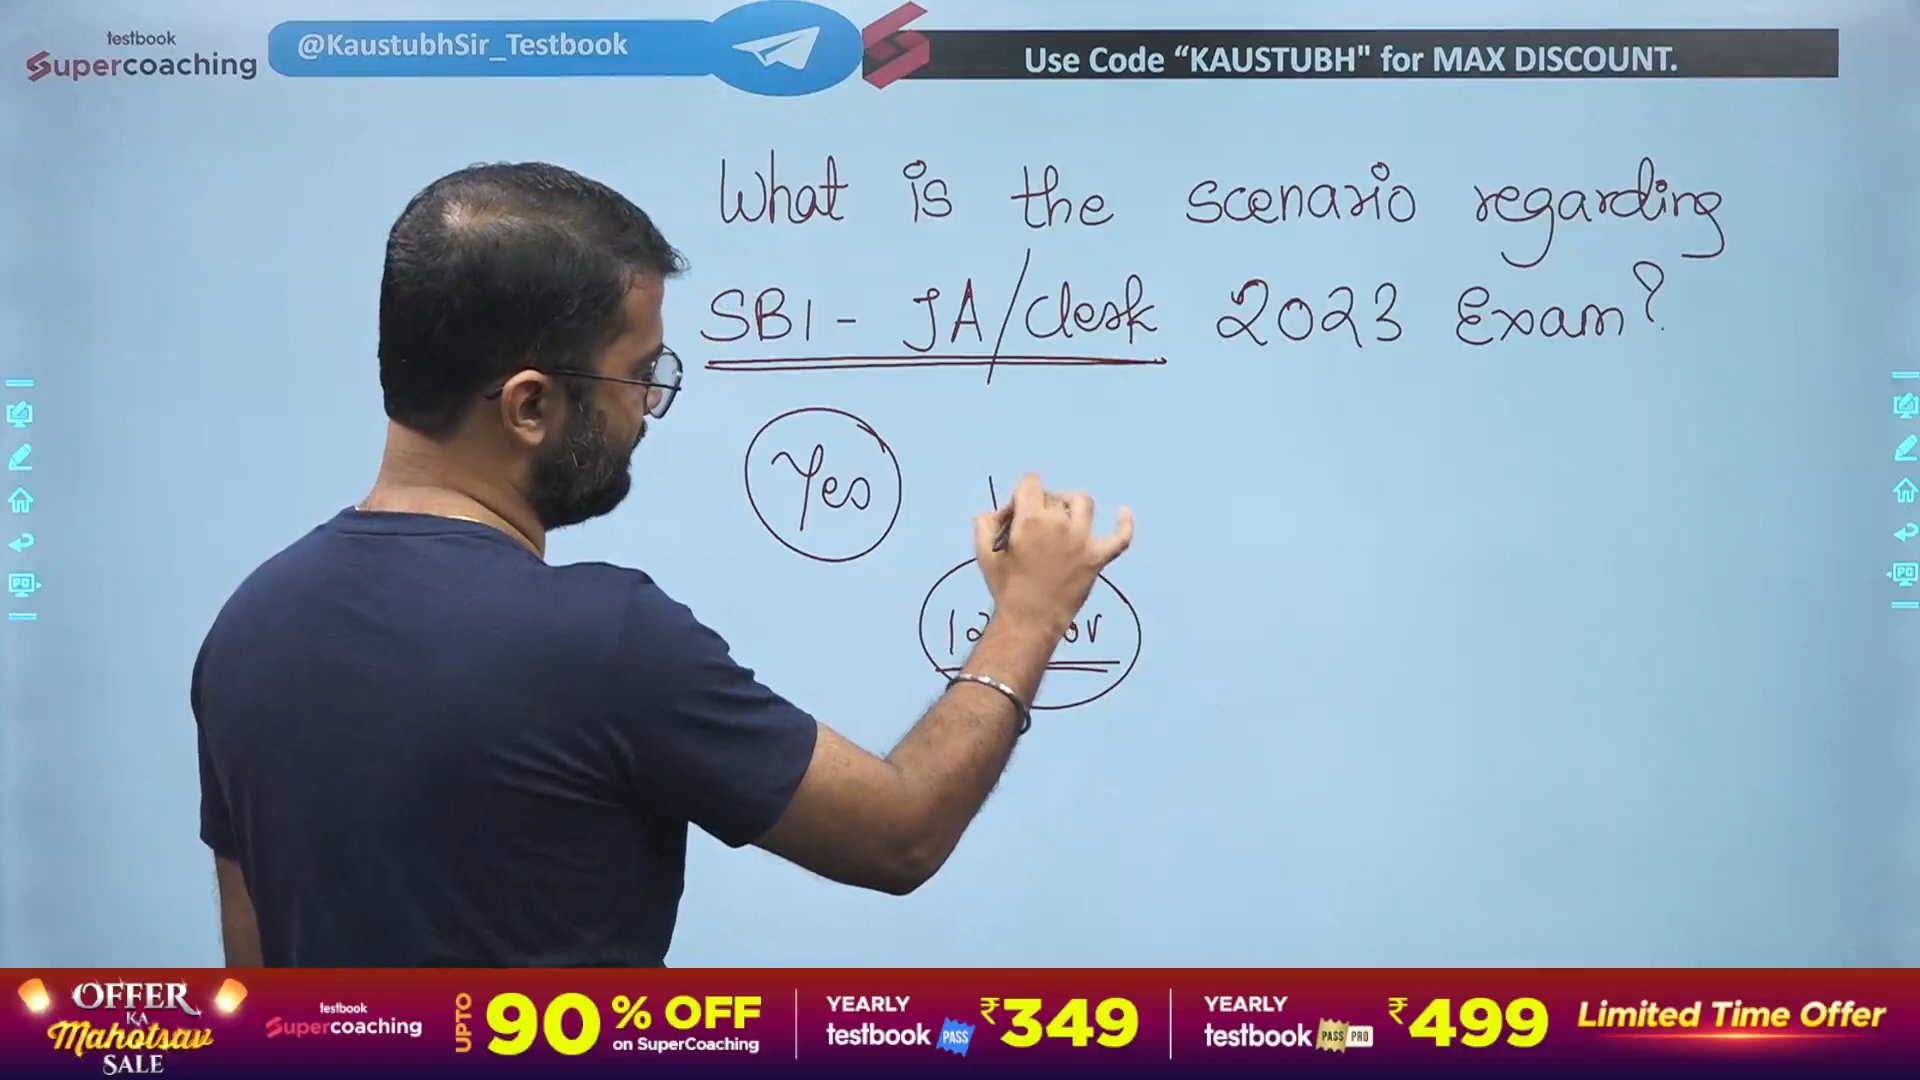 testbook
Supercoaching
@KaustubhSir_Testbook
Use Code “KAUSTUBH" for MAX DISCOUNT.
What is the scenario regarding
SBI - JA/Clerk 2023 Exam?
Yes
OFFER
KA
Mahotsav
SALE
testbook
Supercoaching
UPTO
90% OFF
on SuperCoaching
YEARLY
testbook PASS
₹349
YEARLY
testbook PASS PRO
₹499
Limited Time Offer